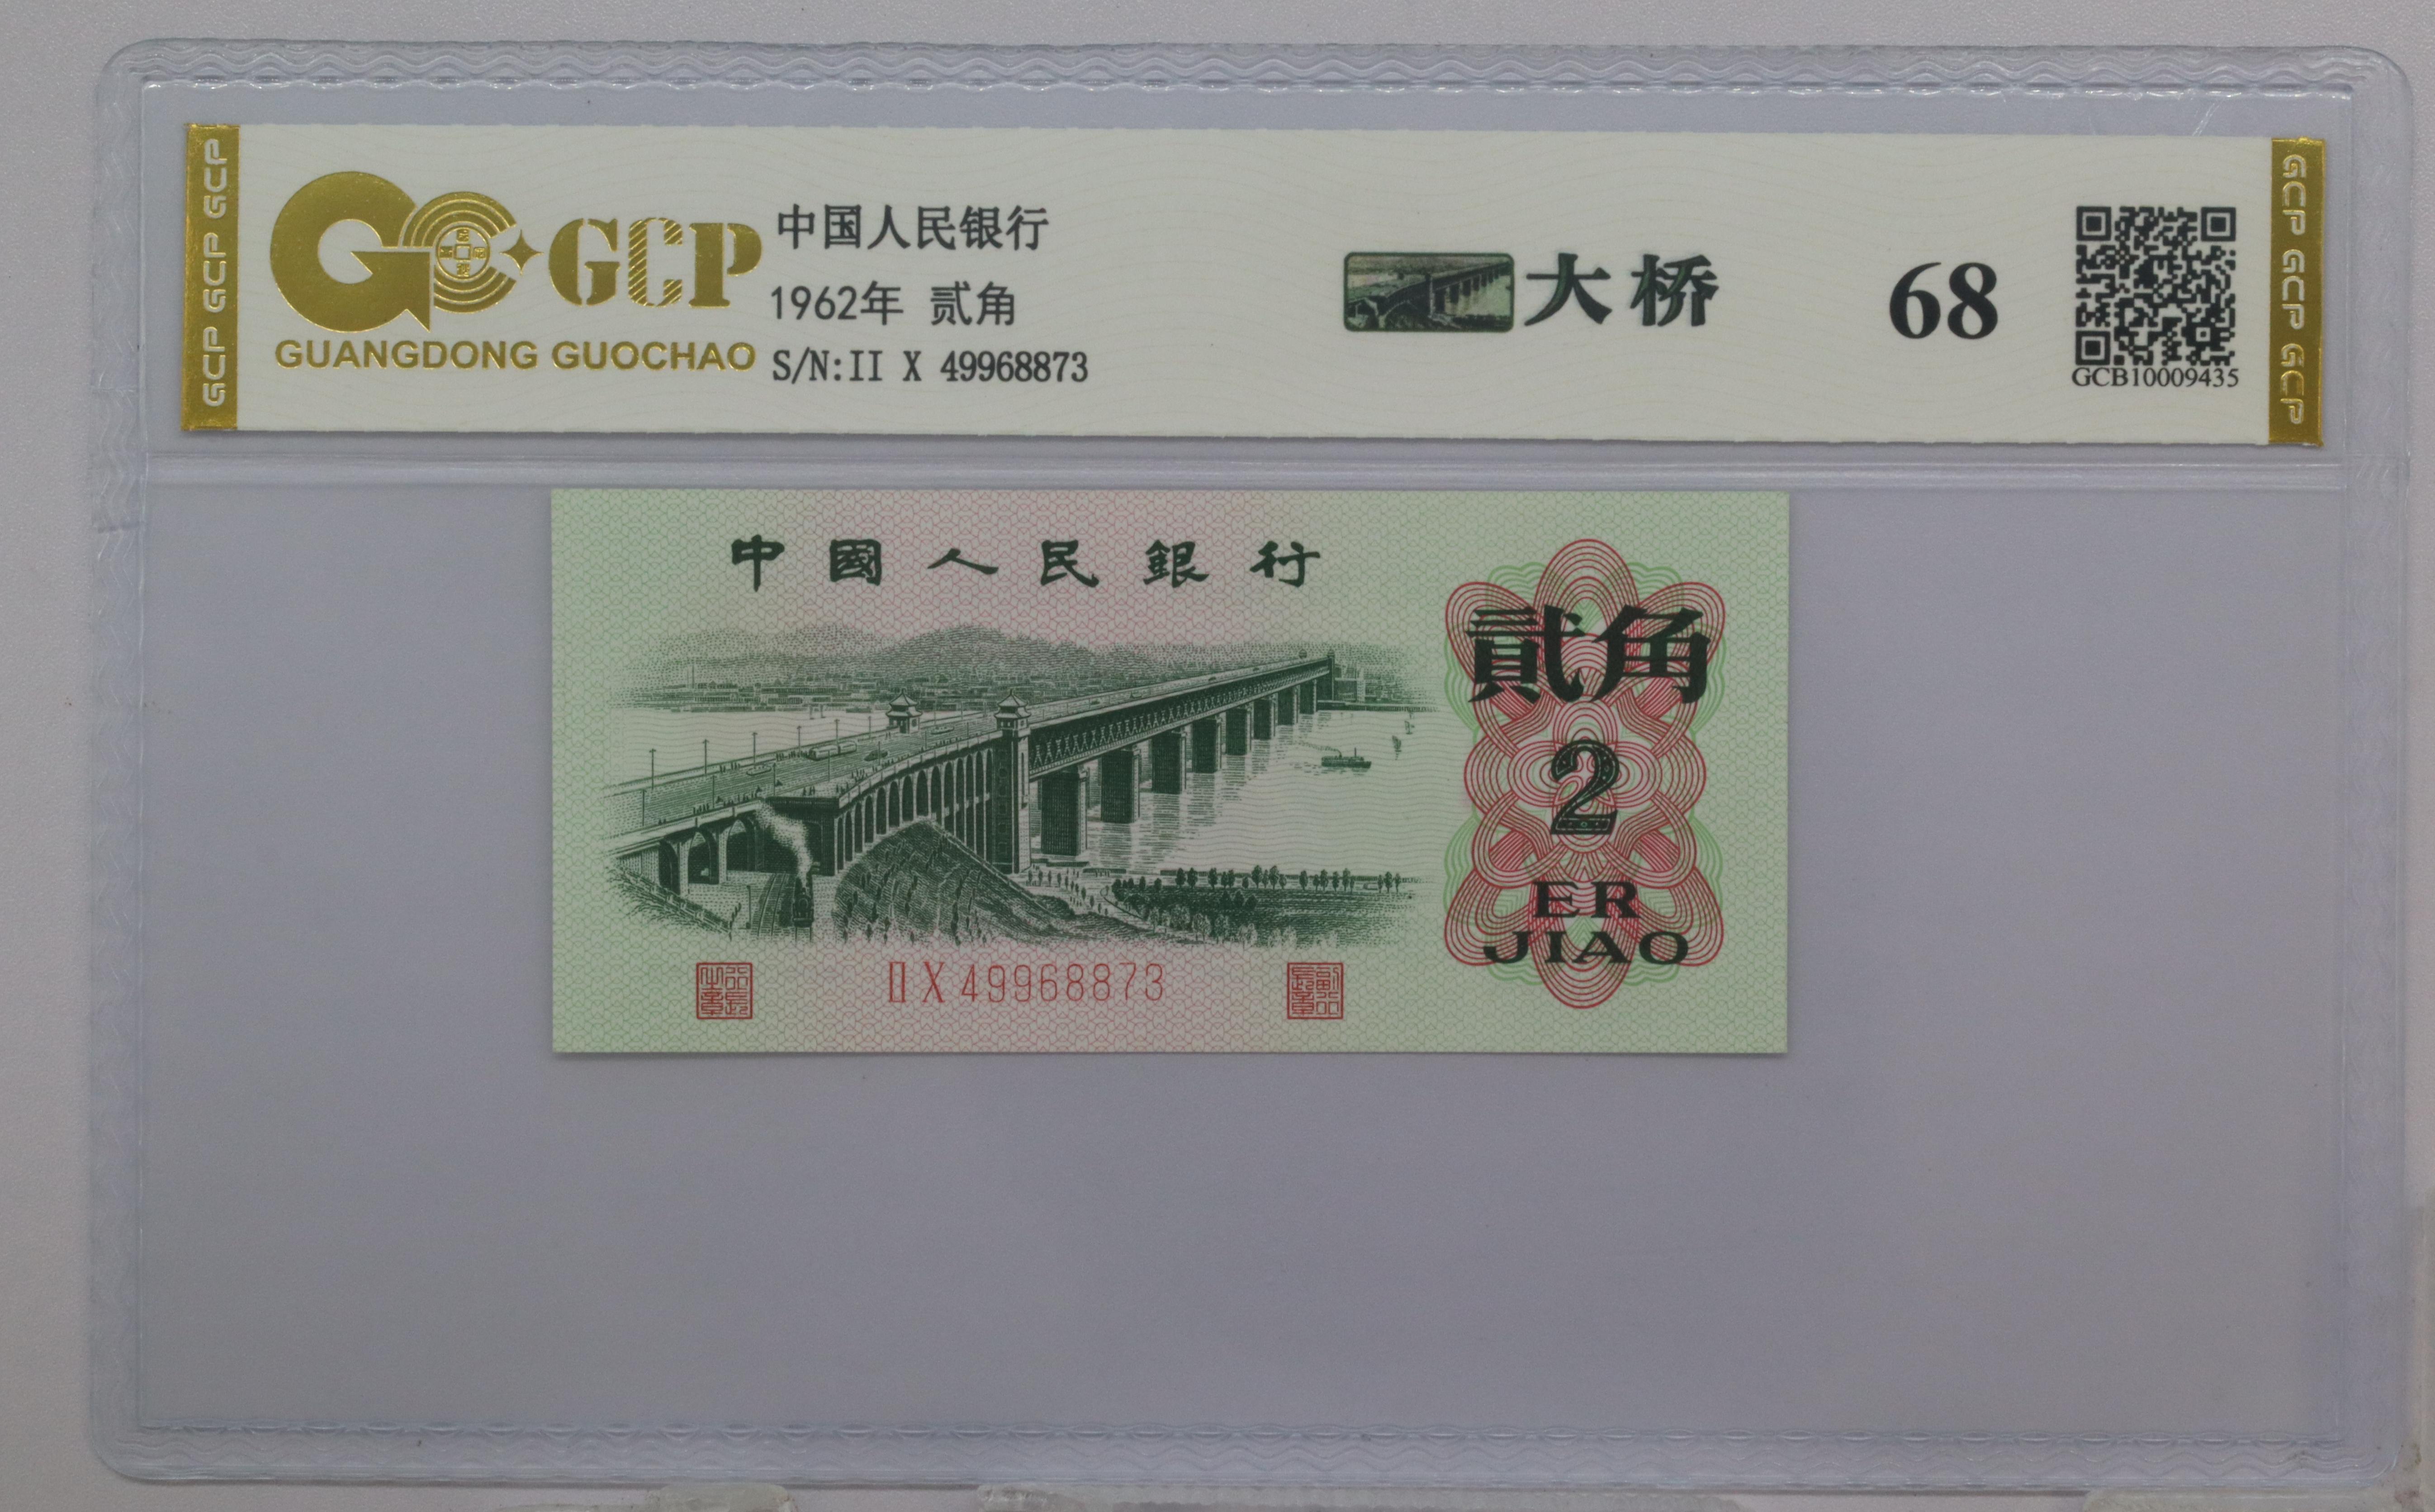 GCP GCP GCP
GCP
GUANGDONG GUOCHAO
中国人民银行
1962年 贰角
S/N:II X 49968873
大桥
68
GCB10009435
GCP GCP GCP
中國人民銀行
貳角
2
ER
JIAO
II X 49968873